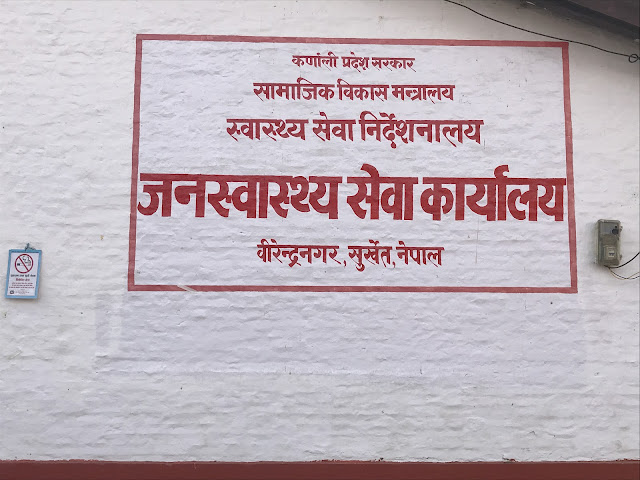 कर्णाली प्रदेश सरकार
सामाजिक विकास मन्त्रालय
स्वास्थ्य सेवा निर्देशनालय
जनस्वास्थ्य सेवा कार्यालय
वीरेन्द्रनगर, सुर्खेत, नेपाल